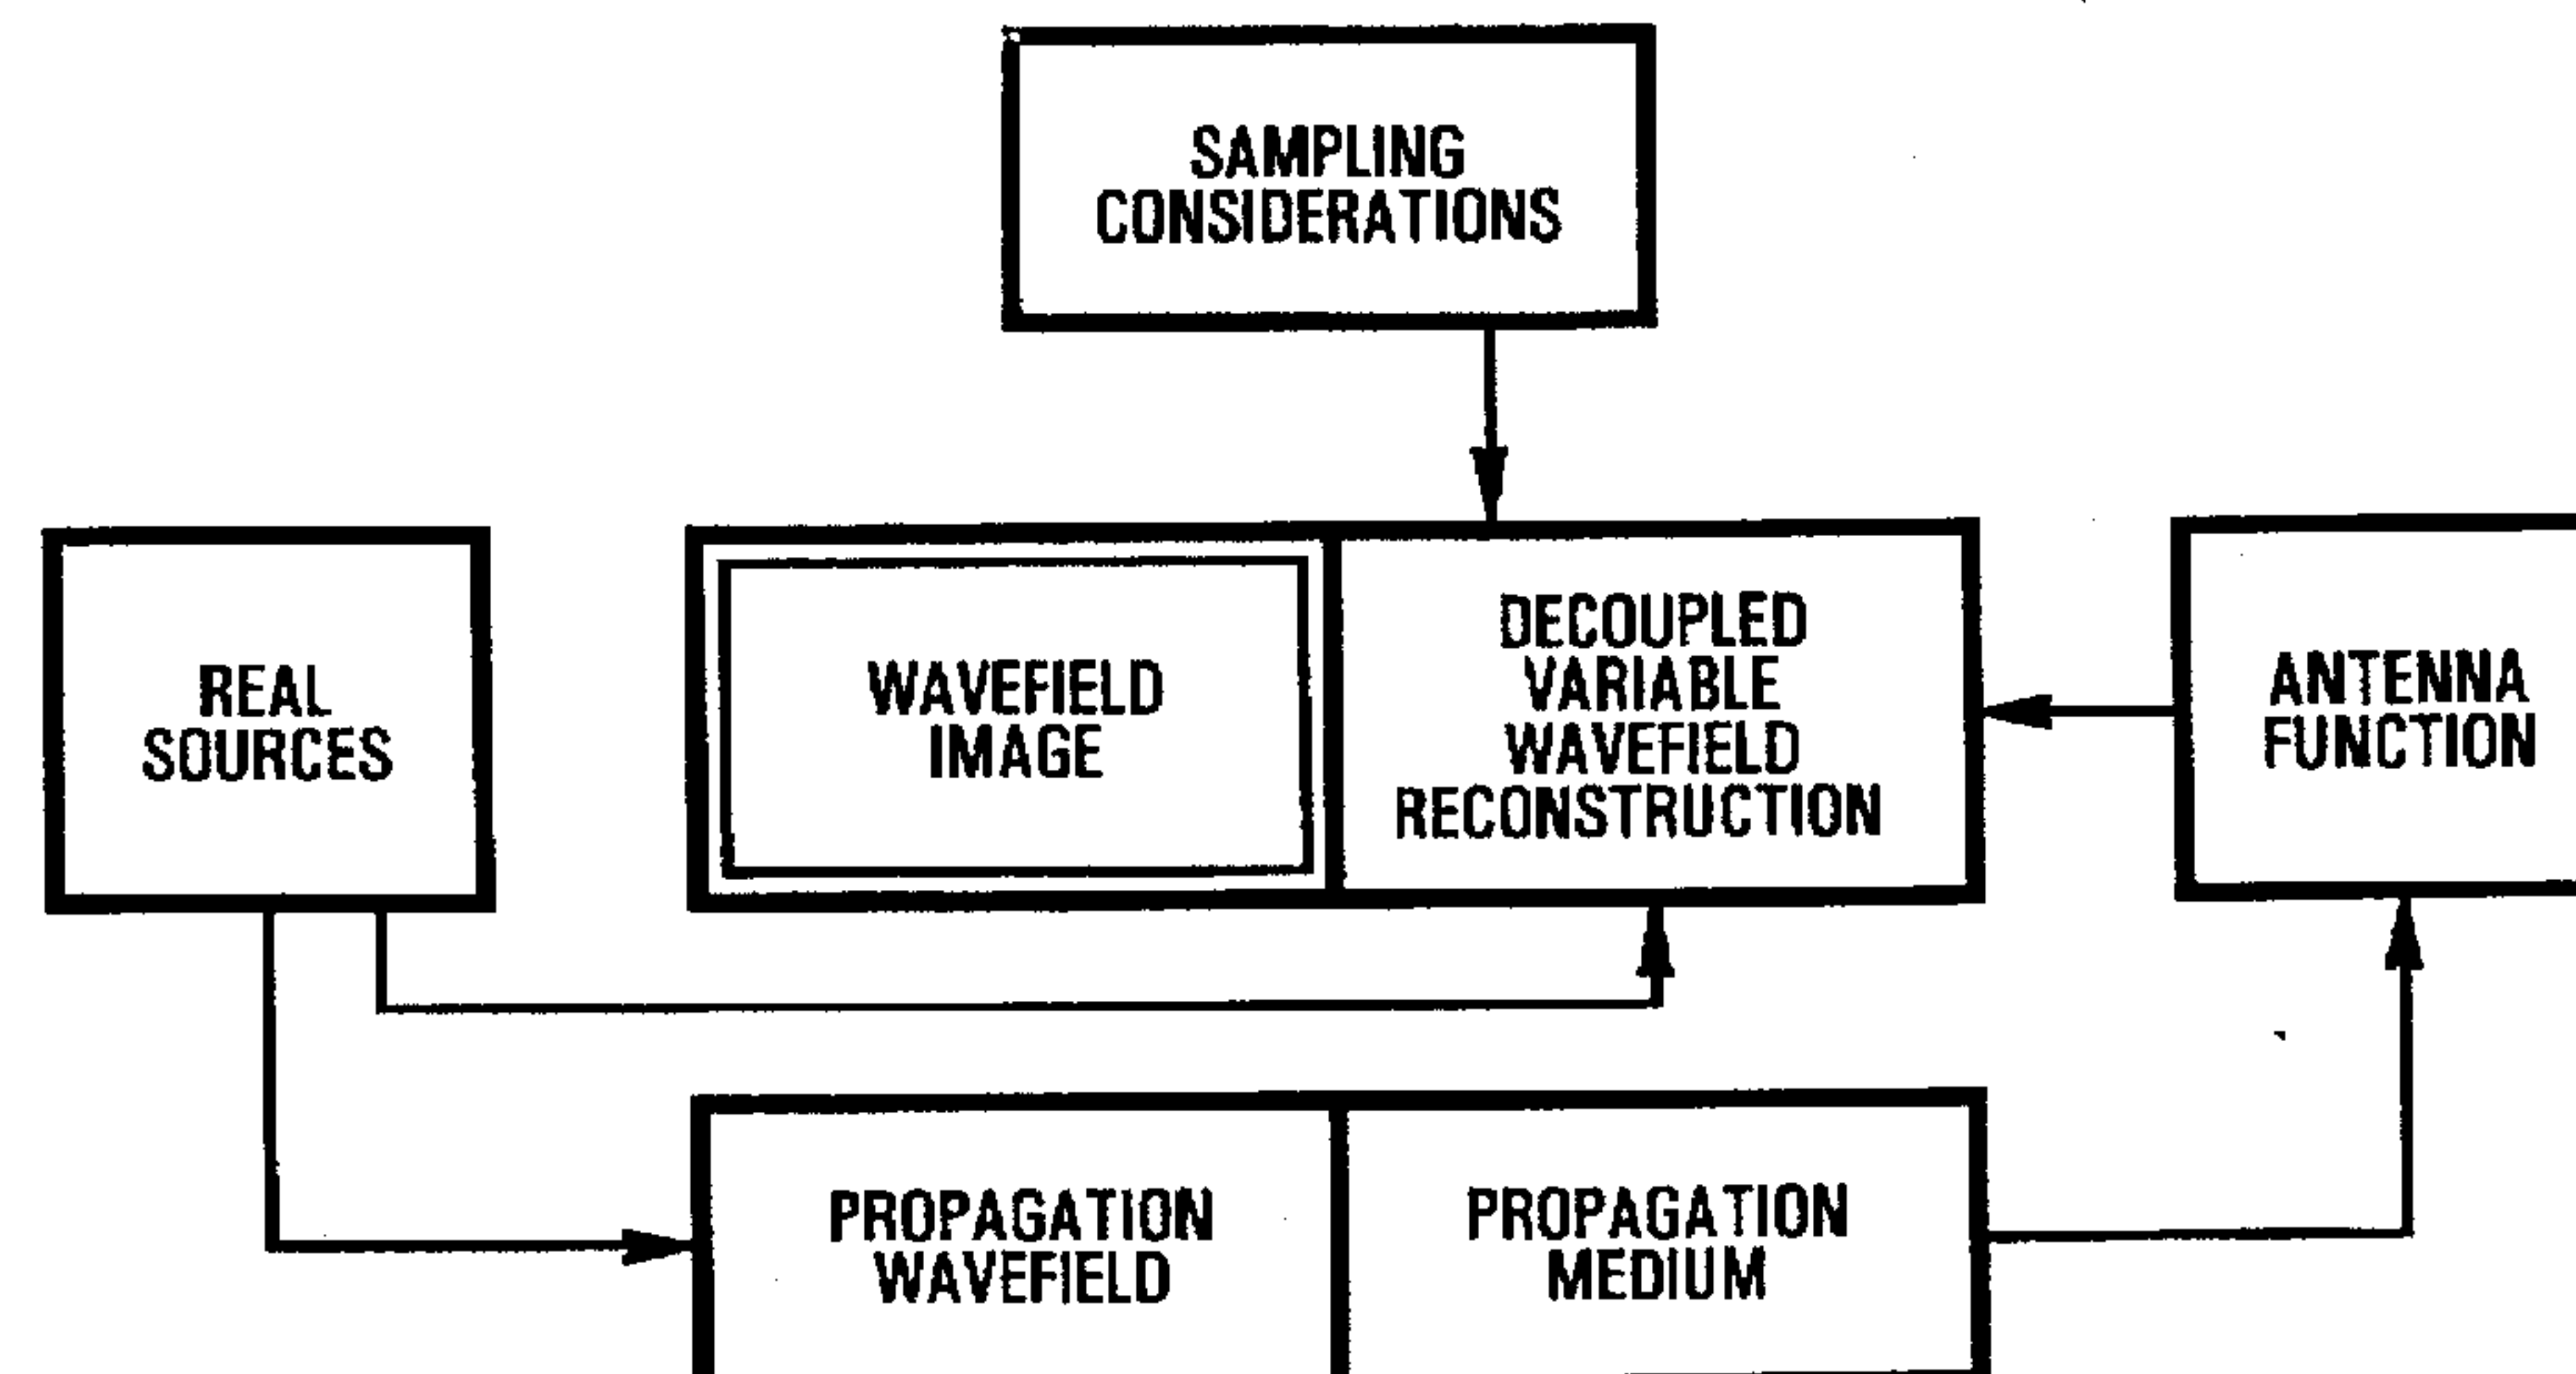 SAMPLING
CONSIDERATIONS
REAL
SOURCES
WAVEFIELD
IMAGE
DECOUPLED
VARIABLE
WAVEFIELD
RECONSTRUCTION
ANTENNA
FUNCTION
PROPAGATION
WAVEFIELD
PROPAGATION
MEDIUM